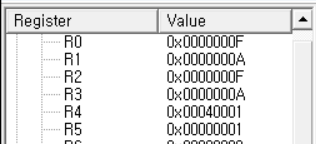 Register Value
R0 0x0000000F
R1 0x0000000A
R2 0x0000000F
R3 0x0000000A
R4 0x00040001
R5 0x00000001